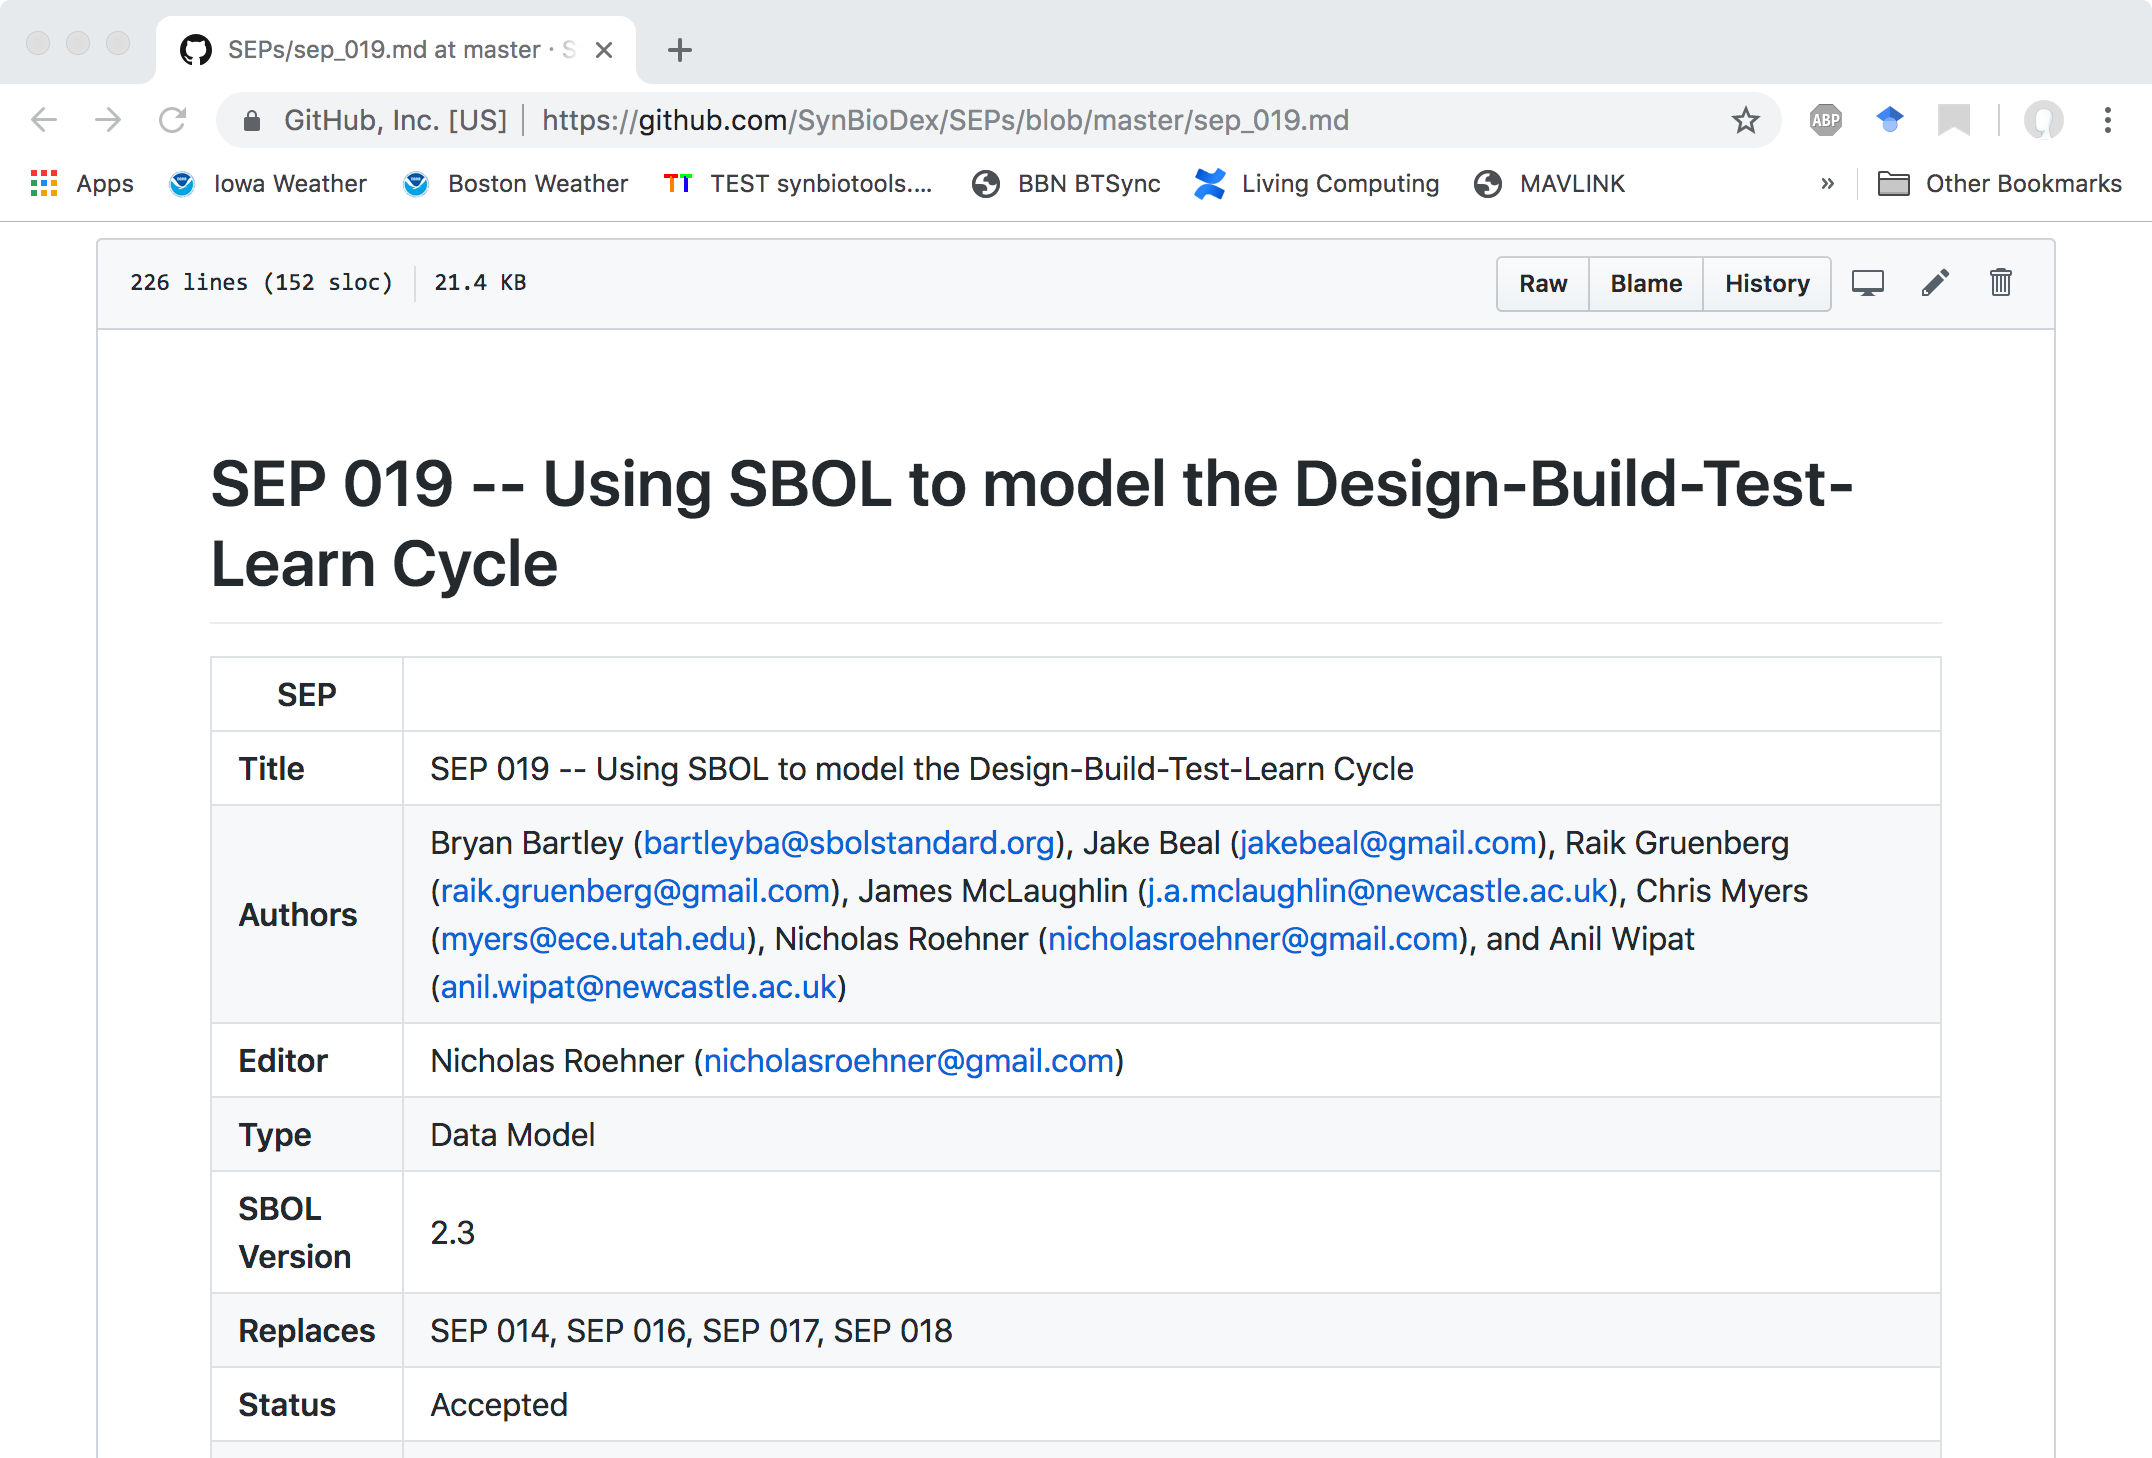 SEPs/sep_019.md at master · S
GitHub, Inc. [US] | https://github.com/SynBioDex/SEPs/blob/master/sep_019.md
ABP
Apps Iowa Weather Boston Weather TT TEST synbiotools.... BBN BTSync Living Computing MAVLINK » Other Bookmarks
226 lines (152 sloc) 21.4 KB Raw Blame History
SEP 019 -- Using SBOL to model the Design-Build-Test-
Learn Cycle
SEP
Title SEP 019 -- Using SBOL to model the Design-Build-Test-Learn Cycle
Authors
Bryan Bartley (bartleyba@sbolstandard.org), Jake Beal (jakebeal@gmail.com), Raik Gruenberg
(raik.gruenberg@gmail.com), James McLaughlin (j.a.mclaughlin@newcastle.ac.uk), Chris Myers
(myers@ece.utah.edu), Nicholas Roehner (nicholasroehner@gmail.com), and Anil Wipat
(anil.wipat@newcastle.ac.uk)
Editor Nicholas Roehner (nicholasroehner@gmail.com)
Type Data Model
SBOL
Version
2.3
Replaces SEP 014, SEP 016, SEP 017, SEP 018
Status Accepted